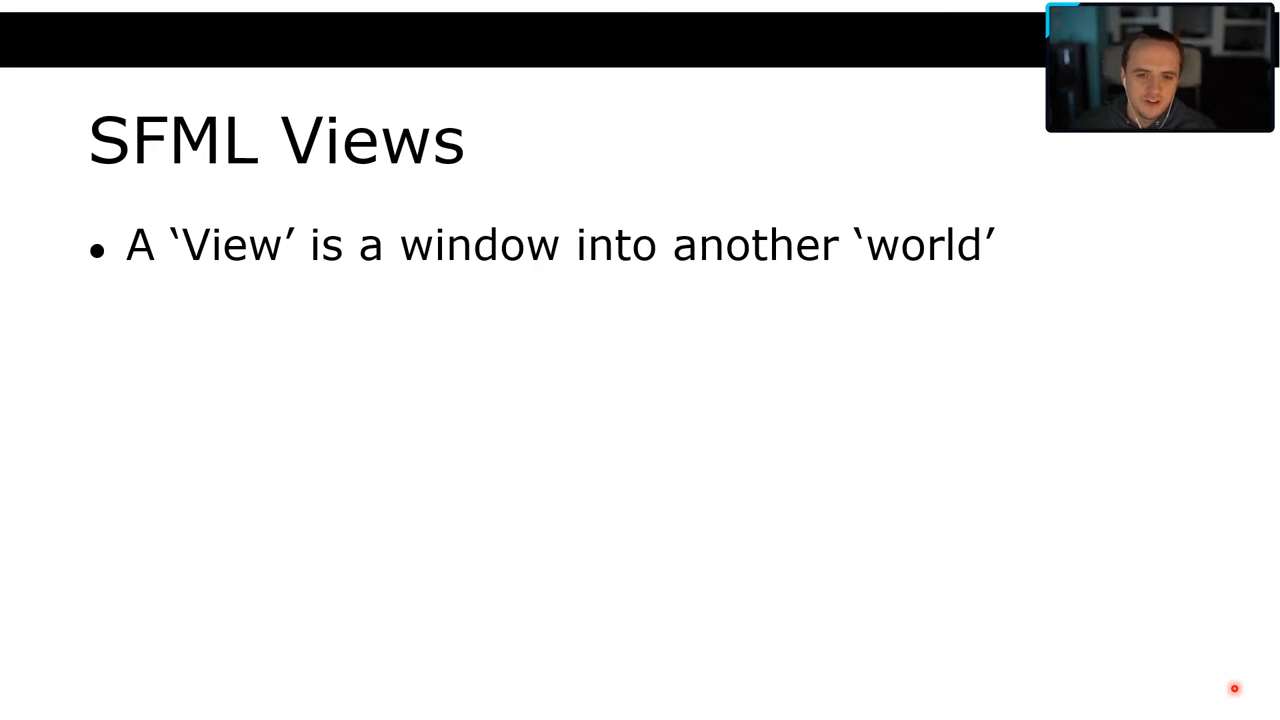 SFML Views
• A ‘View’ is a window into another ‘world’